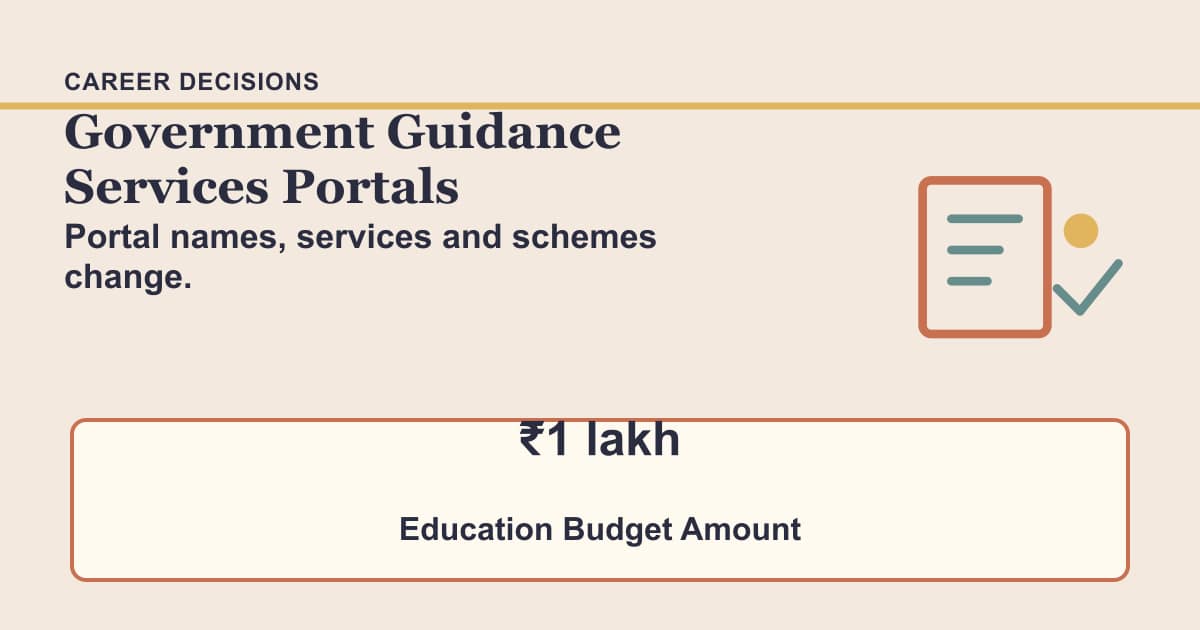 CAREER DECISIONS
Government Guidance
Services Portals
Portal names, services and schemes
change.
₹1 lakh
Education Budget Amount